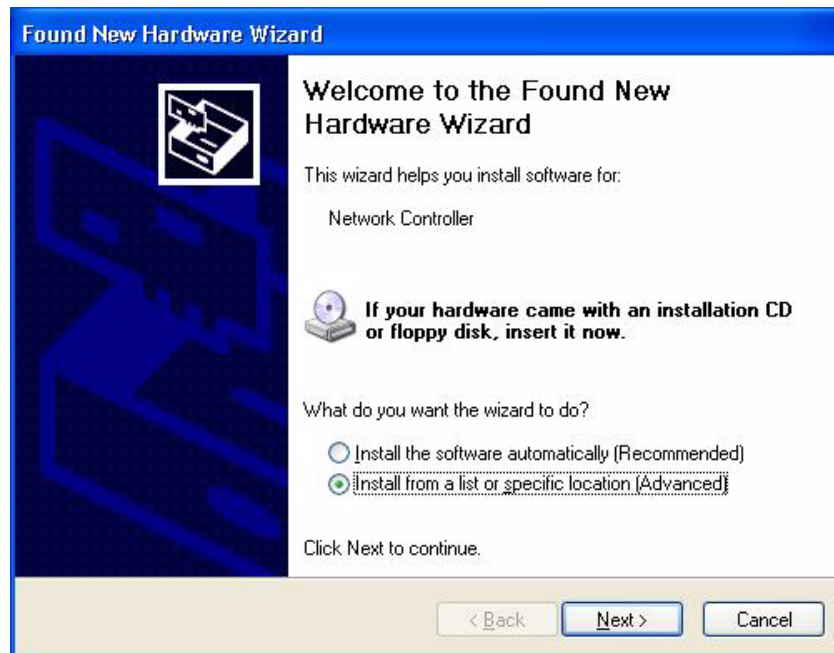 Found New Hardware Wizard
Welcome to the Found New
Hardware Wizard
This wizard helps you install software for:
Network Controller
If your hardware came with an installation CD
or floppy disk, insert it now.
What do you want the wizard to do?
Install the software automatically (Recommended)
Install from a list or specific location (Advanced)
Click Next to continue.
< Back
Next >
Cancel